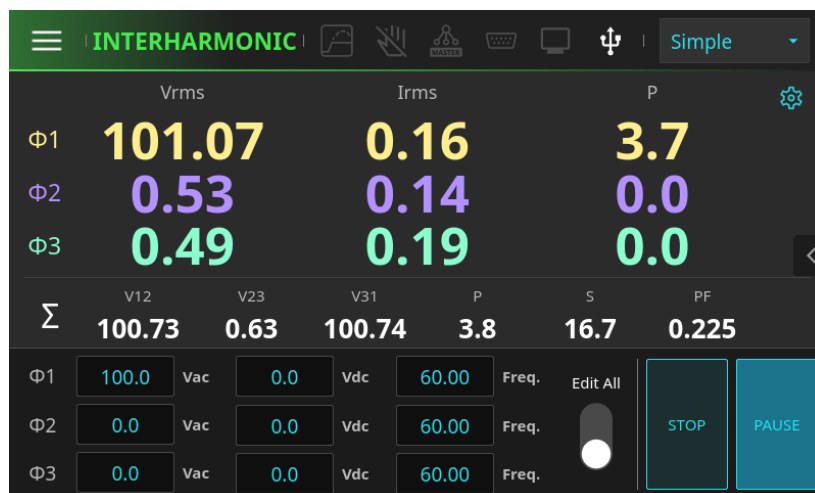 INTERHARMONIC MASTER Simple
Vrms Irms P
Φ1 101.07 0.16 3.7
Φ2 0.53 0.14 0.0
Φ3 0.49 0.19 0.0
V12 V23 V31 P S PF
Σ 100.73 0.63 100.74 3.8 16.7 0.225
Φ1 100.0 Vac 0.0 Vdc 60.00 Freq. Edit All
Φ2 0.0 Vac 0.0 Vdc 60.00 Freq. STOP PAUSE
Φ3 0.0 Vac 0.0 Vdc 60.00 Freq.